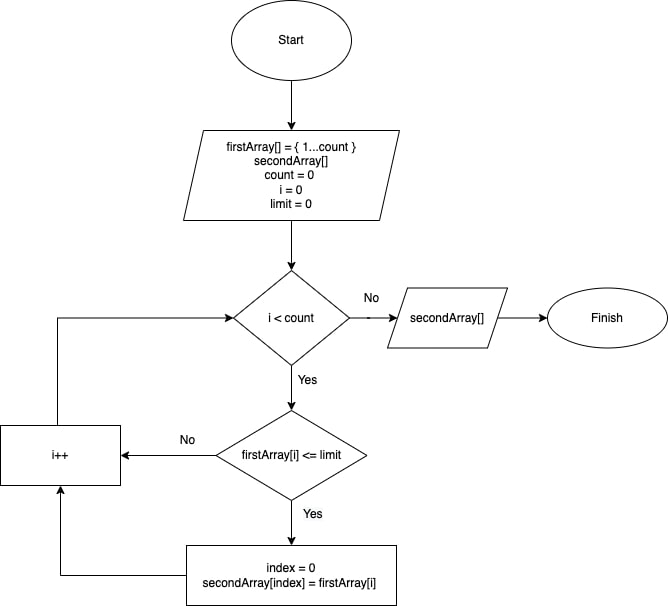 Start
firstArray[] = { 1...count }
secondArray[]
count = 0
i = 0
limit = 0
i < count
No
secondArray[]
Finish
Yes
firstArray[i] <= limit
No
i++
Yes
index = 0
secondArray[index] = firstArray[i]